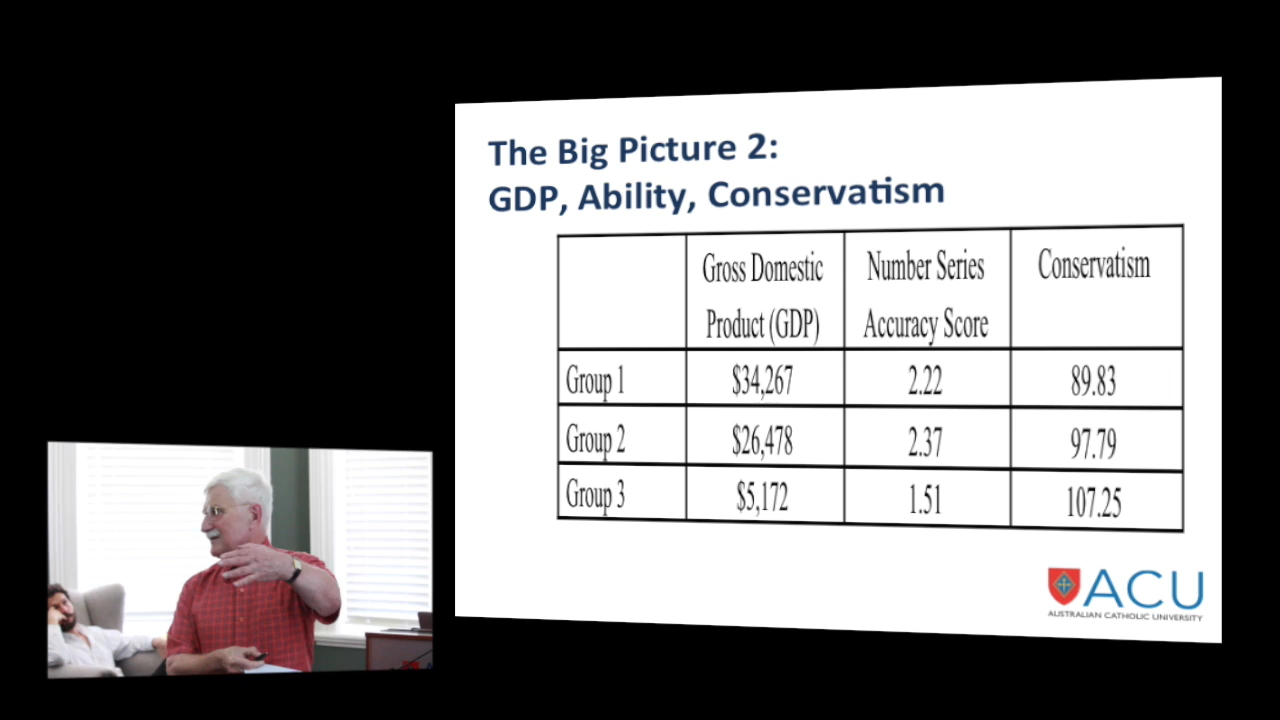 The Big Picture 2:
GDP, Ability, Conservatism
Gross Domestic Product (GDP) Number Series Accuracy Score Conservatism
Group 1 $34,267 2.22 89.83
Group 2 $26,478 2.37 97.79
Group 3 $5,172 1.51 107.25
ACU
AUSTRALIAN CATHOLIC UNIVERSITY